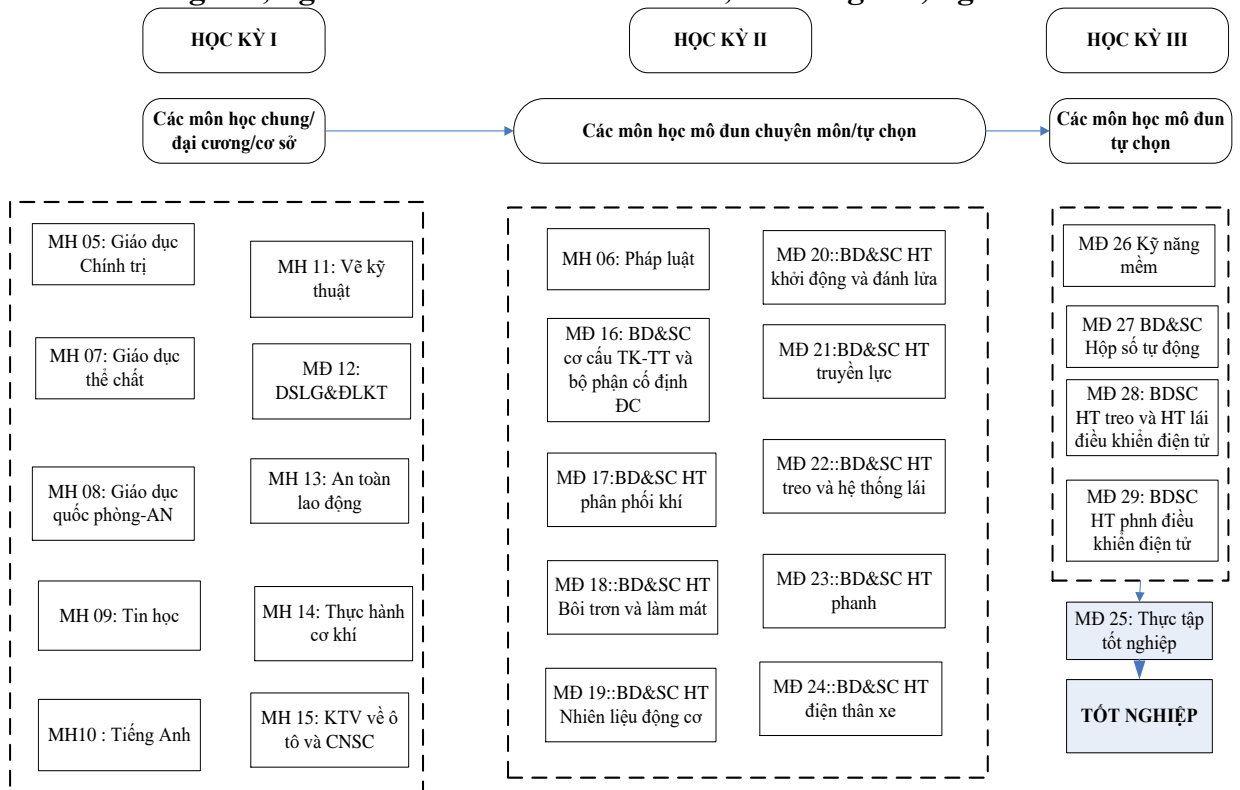 HỌC KỲ I
HỌC KỲ II
HỌC KỲ III
Các môn học chung/
đại cương/cơ sở
Các môn học mô đun chuyên môn/tự chọn
Các môn học mô đun
tự chọn
MH 05: Giáo dục
Chính trị
MH 11: Vẽ kỹ
thuật
MH 07: Giáo dục
thể chất
MĐ 12:
DSLG&ĐLKT
MH 08: Giáo dục
quốc phòng-AN
MH 13: An toàn
lao động
MH 09: Tin học
MH 14: Thực hành
cơ khí
MH10 : Tiếng Anh
MH 15: KTV về ô
tô và CNSC
MH 06: Pháp luật
MĐ 20::BD&SC HT
khởi động và đánh lửa
MĐ 16: BD&SC
cơ cấu TK-TT và
bộ phận cố định
ĐC
MĐ 21:BD&SC HT
truyền lực
MĐ 17:BD&SC HT
phân phối khí
MĐ 22::BD&SC HT
treo và hệ thống lái
MĐ 18::BD&SC HT
Bôi trơn và làm mát
MĐ 23::BD&SC HT
phanh
MĐ 19::BD&SC HT
Nhiên liệu động cơ
MĐ 24::BD&SC HT
điện thân xe
MĐ 26 Kỹ năng
mềm
MĐ 27 BD&SC
Hộp số tự động
MĐ 28: BDSC
HT treo và HT lái
điều khiển điện tử
MĐ 29: BDSC
HT phnh điều
khiển điện tử
MĐ 25: Thực tập
tốt nghiệp
TỐT NGHIỆP